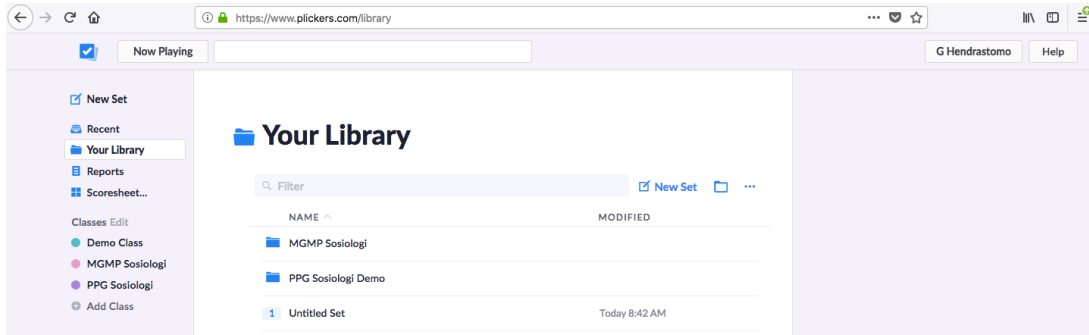 https://www.plickers.com/library
Now Playing
G Hendrastomo
Help
New Set
Recent
Your Library
Reports
Scoresheet...
Classes Edit
Demo Class
MGMP Sosiologi
PPG Sosiologi
Add Class
Your Library
Filter
New Set
NAME MODIFIED
MGMP Sosiologi
PPG Sosiologi Demo
1 Untitled Set Today 8:42 AM